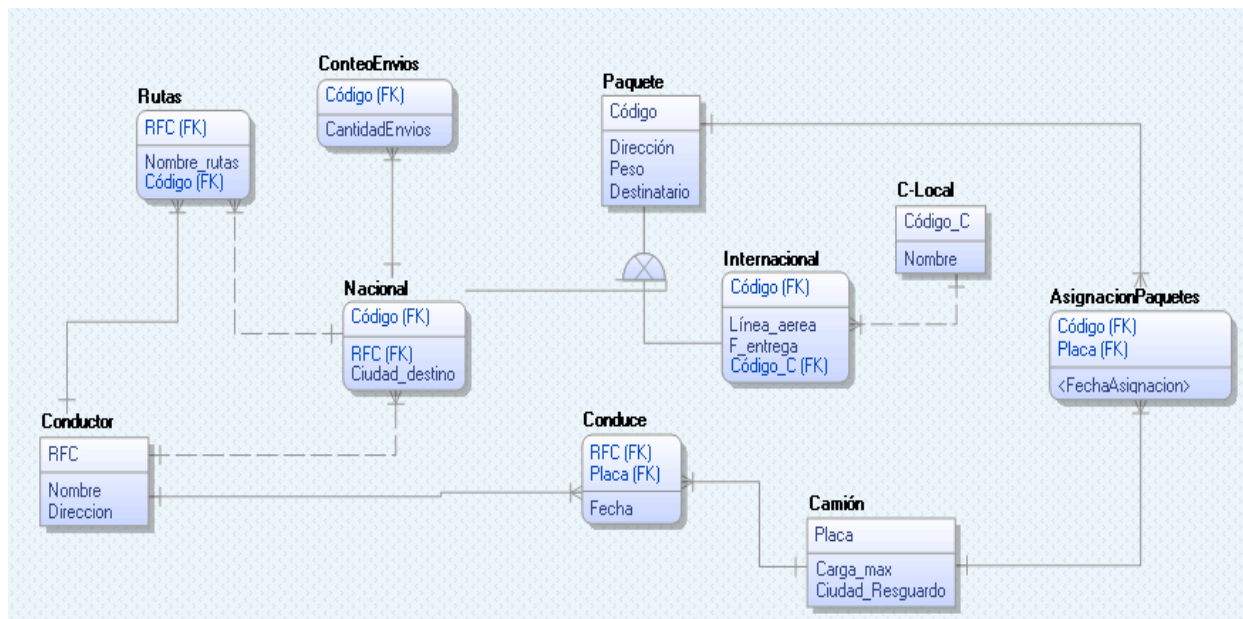 Rutas
RFC (FK)
Nombre_rutas
Código (FK)
ConteoEnvios
Código (FK)
CantidadEnvios
Paquete
Código
Dirección
Peso
Destinatario
C-Local
Código_C
Nombre
Nacional
Código (FK)
RFC (FK)
Ciudad_destino
Internacional
Código (FK)
Línea_aerea
F_entrega
Código_C (FK)
AsignacionPaquetes
Código (FK)
Placa (FK)
<FechaAsignacion>
Conductor
RFC
Nombre
Direccion
Conduce
RFC (FK)
Placa (FK)
Fecha
Camión
Placa
Carga_max
Ciudad_Resguardo